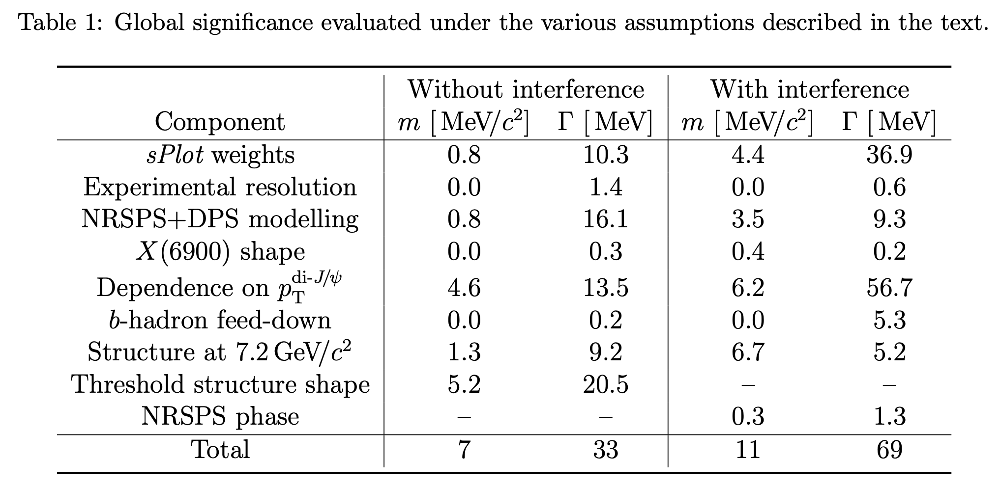 Table 1: Global significance evaluated under the various assumptions described in the text.
Without interference With interference
Component m [MeV/c²] Γ [MeV] m [MeV/c²] Γ [MeV]
sPlot weights 0.8 10.3 4.4 36.9
Experimental resolution 0.0 1.4 0.0 0.6
NRSPS+DPS modelling 0.8 16.1 3.5 9.3
X(6900) shape 0.0 0.3 0.4 0.2
Dependence on p_T^{di-J/ψ} 4.6 13.5 6.2 56.7
b-hadron feed-down 0.0 0.2 0.0 5.3
Structure at 7.2 GeV/c² 1.3 9.2 6.7 5.2
Threshold structure shape 5.2 20.5 – –
NRSPS phase – – 0.3 1.3
Total 7 33 11 69